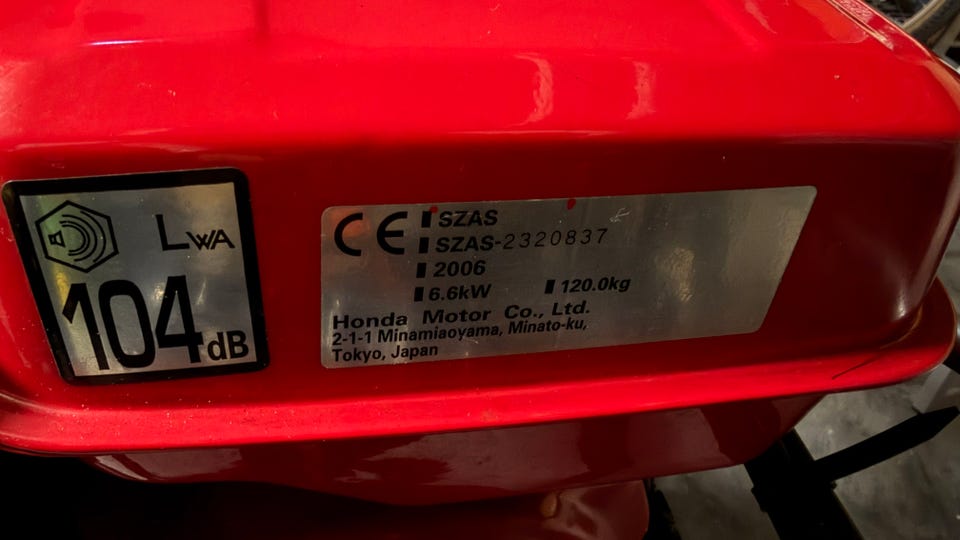 LWA
104dB
CE SZAS
SZAS-2320837
2006
6.6kW 120.0kg
Honda Motor Co., Ltd.
2-1-1 Minamiaoyama, Minato-ku,
Tokyo, Japan